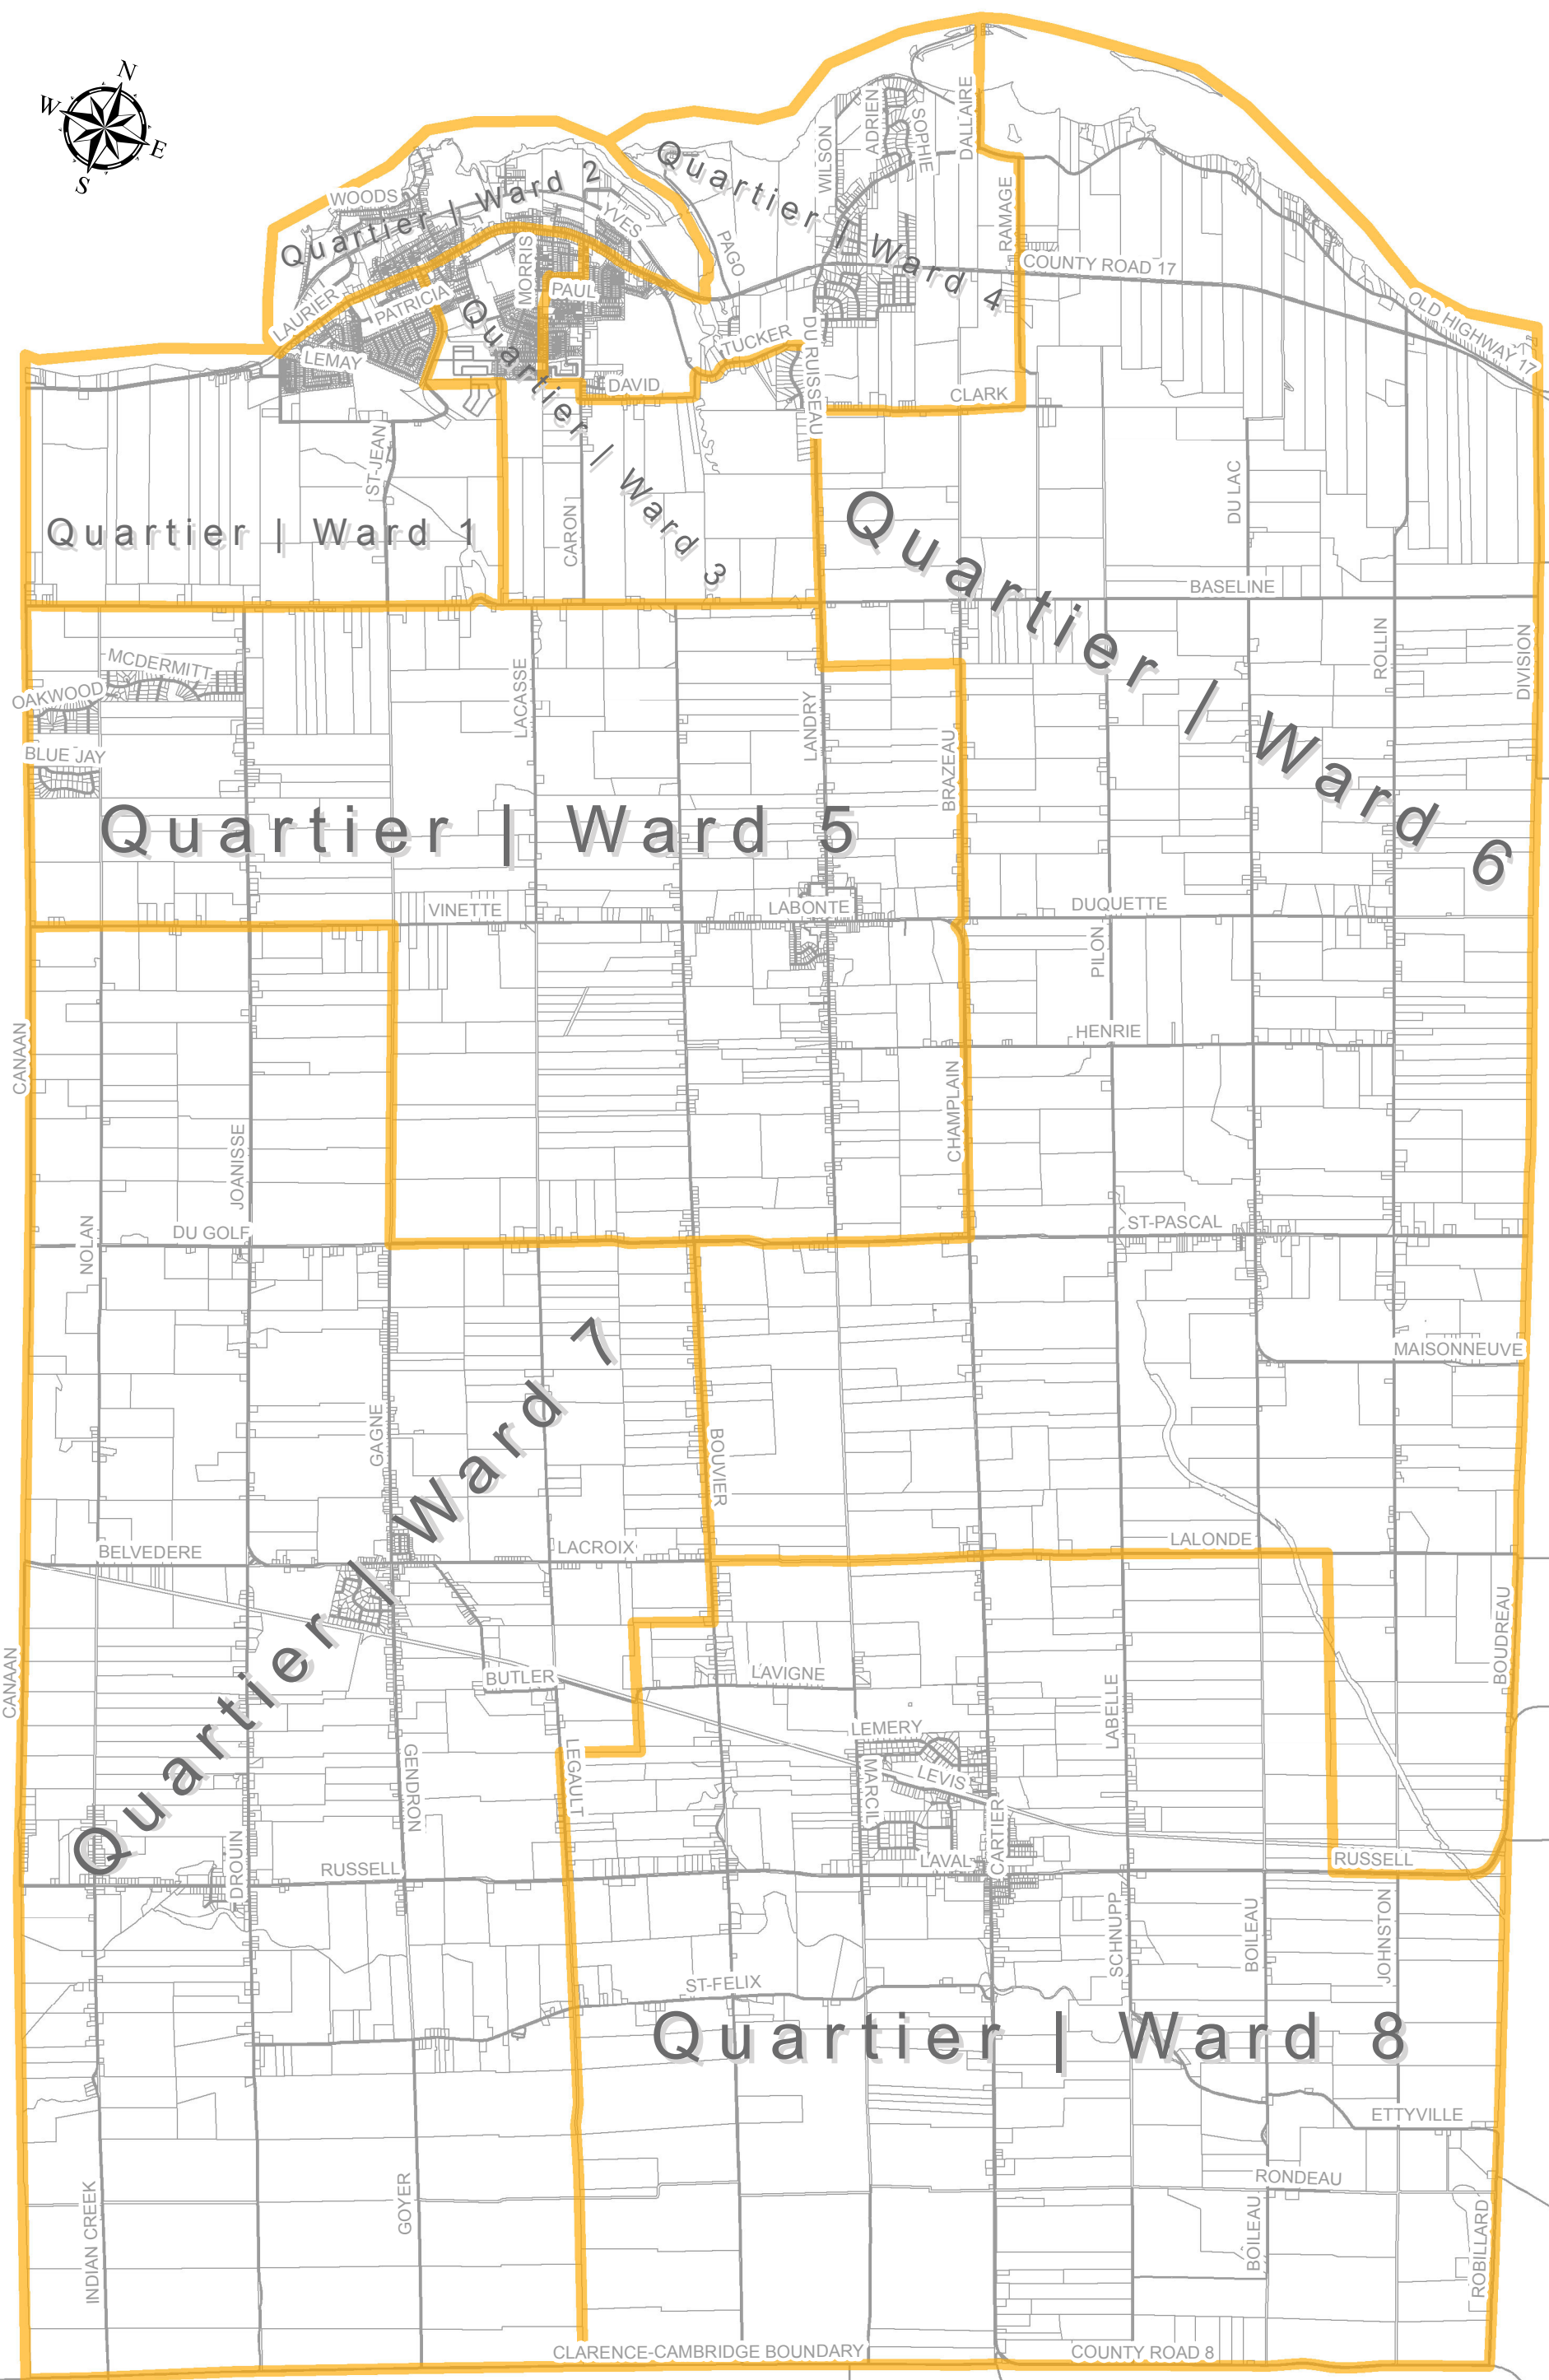 N
W
E
S
WOODS
Quartier | Ward 2
YVES
Quartier | Ward 4
PAGO
WILSON
ADRIEN
SOPHIE
DALLAIRE
RAMAGE
COUNTY ROAD 17
OLD HIGHWAY 17
LAURIER
PATRICIA
LEMAY
MORRIS
PAUL
DAVID
TUCKER
DU RUISSEAU
CLARK
Quartier | Ward 3
ST-JEAN
Quartier | Ward 1
CARON
DU LAC
Quartier | Ward 6
BASELINE
MCDERMITT
OAKWOOD
BLUE JAY
LACASSE
LANDRY
BRAZEAU
ROLLIN
DIVISION
Quartier | Ward 5
VINETTE
LABONTE
DUQUETTE
PILON
CANAAN
HENRIE
CHAMPLAIN
JOANISSE
NOLAN
DU GOLF
ST-PASCAL
MAISONNEUVE
Quartier | Ward 7
GAGNE
BOUVIER
BELVEDERE
LACROIX
LALONDE
BOUDREAU
CANAAN
BUTLER
LAVIGNE
LABELLE
LEMERY
LEVIS
MARCIL
GENDRON
LEGAULT
CARTIER
LAVAL
RUSSELL
RUSSELL
DROUIN
SCHNUPP
BOILEAU
JOHNSTON
ST-FELIX
Quartier | Ward 8
ETTYVILLE
RONDEAU
INDIAN CREEK
GOYER
BOILEAU
ROBILLARD
CLARENCE-CAMBRIDGE BOUNDARY
COUNTY ROAD 8